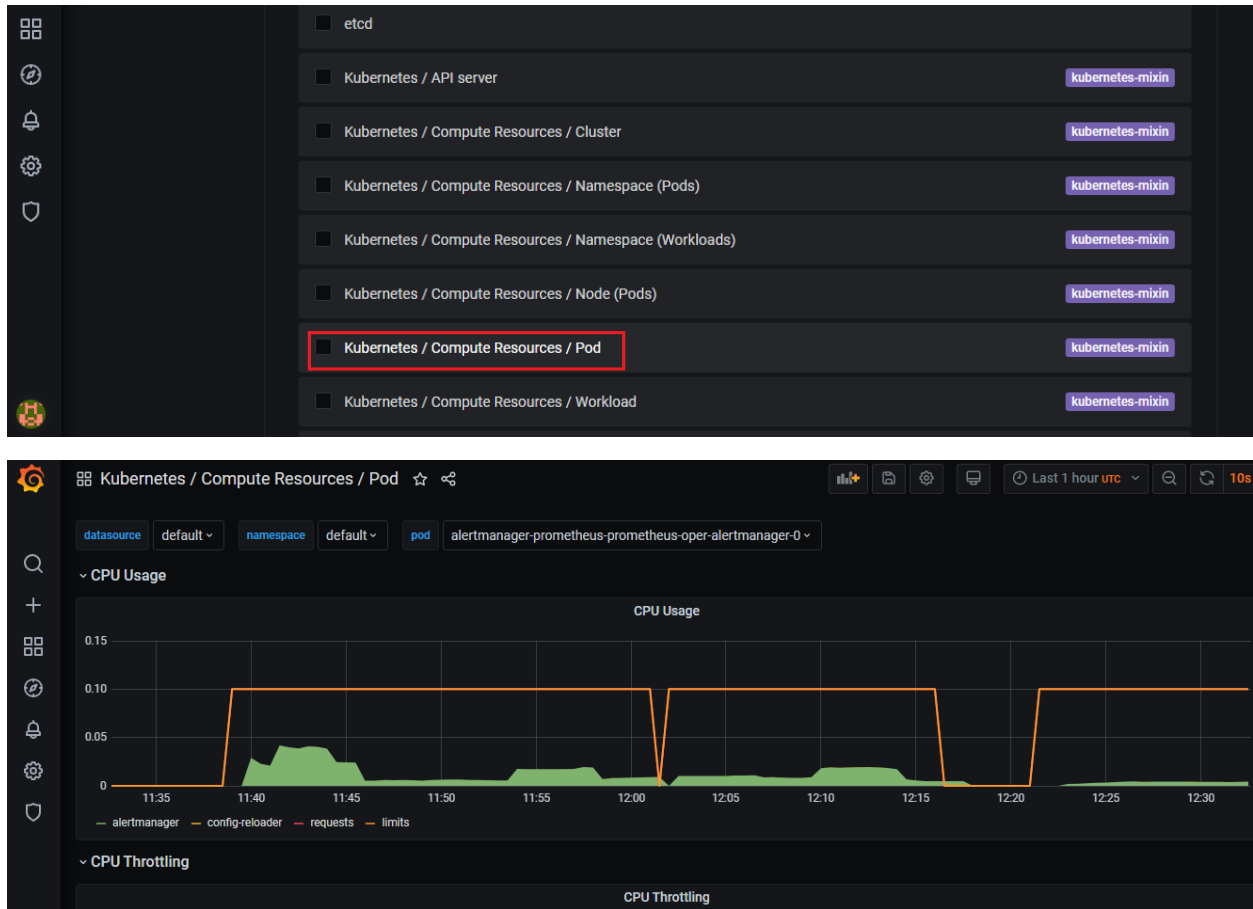 etcd
Kubernetes / API server kubernetes-mixin
Kubernetes / Compute Resources / Cluster kubernetes-mixin
Kubernetes / Compute Resources / Namespace (Pods) kubernetes-mixin
Kubernetes / Compute Resources / Namespace (Workloads) kubernetes-mixin
Kubernetes / Compute Resources / Node (Pods) kubernetes-mixin
Kubernetes / Compute Resources / Pod kubernetes-mixin
Kubernetes / Compute Resources / Workload kubernetes-mixin
Kubernetes / Compute Resources / Pod Last 1 hour UTC 10s
datasource default namespace default pod alertmanager-prometheus-prometheus-oper-alertmanager-0
CPU Usage
CPU Usage
0.15
0.10
0.05
0
11:35 11:40 11:45 11:50 11:55 12:00 12:05 12:10 12:15 12:20 12:25 12:30
alertmanager config-reloader requests limits
CPU Throttling
CPU Throttling